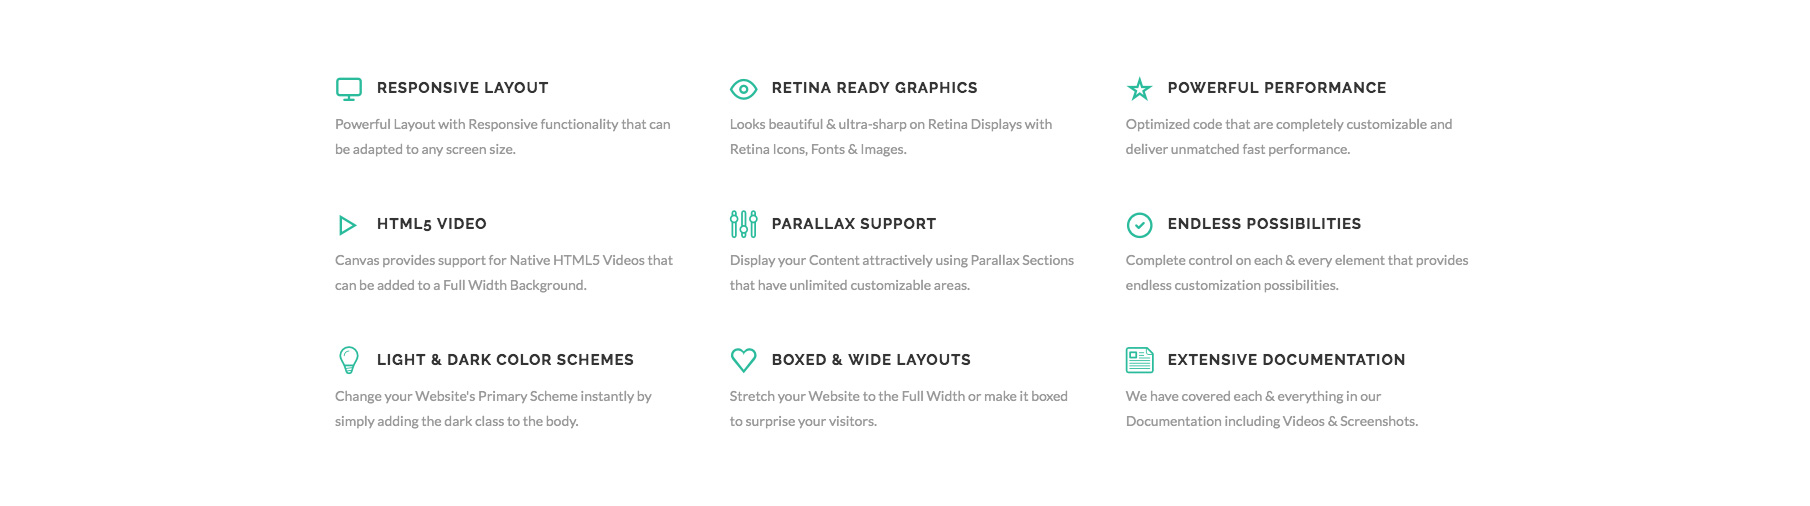 RESPONSIVE LAYOUT
Powerful Layout with Responsive functionality that can
be adapted to any screen size.
RETINA READY GRAPHICS
Looks beautiful & ultra-sharp on Retina Displays with
Retina Icons, Fonts & Images.
POWERFUL PERFORMANCE
Optimized code that are completely customizable and
deliver unmatched fast performance.
HTML5 VIDEO
Canvas provides support for Native HTML5 Videos that
can be added to a Full Width Background.
PARALLAX SUPPORT
Display your Content attractively using Parallax Sections
that have unlimited customizable areas.
ENDLESS POSSIBILITIES
Complete control on each & every element that provides
endless customization possibilities.
LIGHT & DARK COLOR SCHEMES
Change your Website's Primary Scheme instantly by
simply adding the dark class to the body.
BOXED & WIDE LAYOUTS
Stretch your Website to the Full Width or make it boxed
to surprise your visitors.
EXTENSIVE DOCUMENTATION
We have covered each & everything in our
Documentation including Videos & Screenshots.